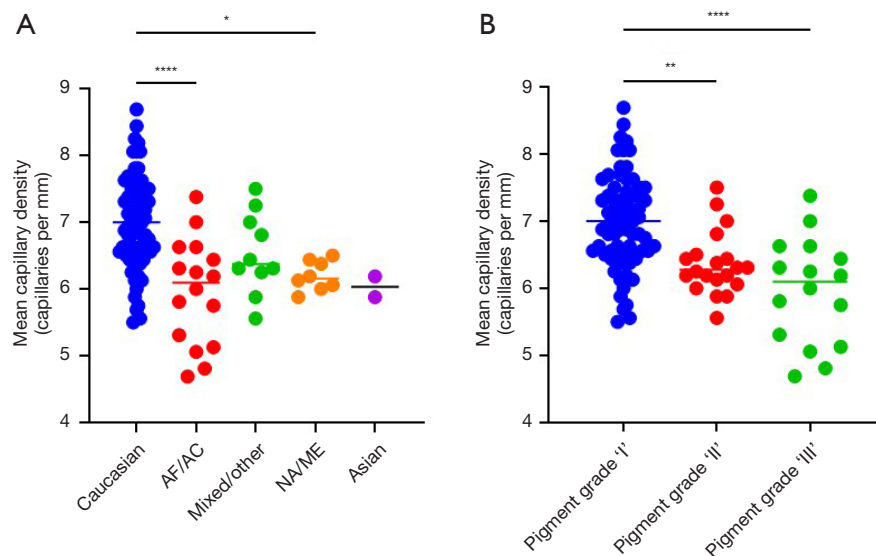 A
*
****
9
8
7
6
5
4
Mean capillary density
(capillaries per mm)
Caucasian
AF/AC
Mixed/other
NA/ME
Asian
B
****
**
9
8
7
6
5
4
Mean capillary density
(capillaries per mm)
Pigment grade ‘I’
Pigment grade ‘II’
Pigment grade ‘III’